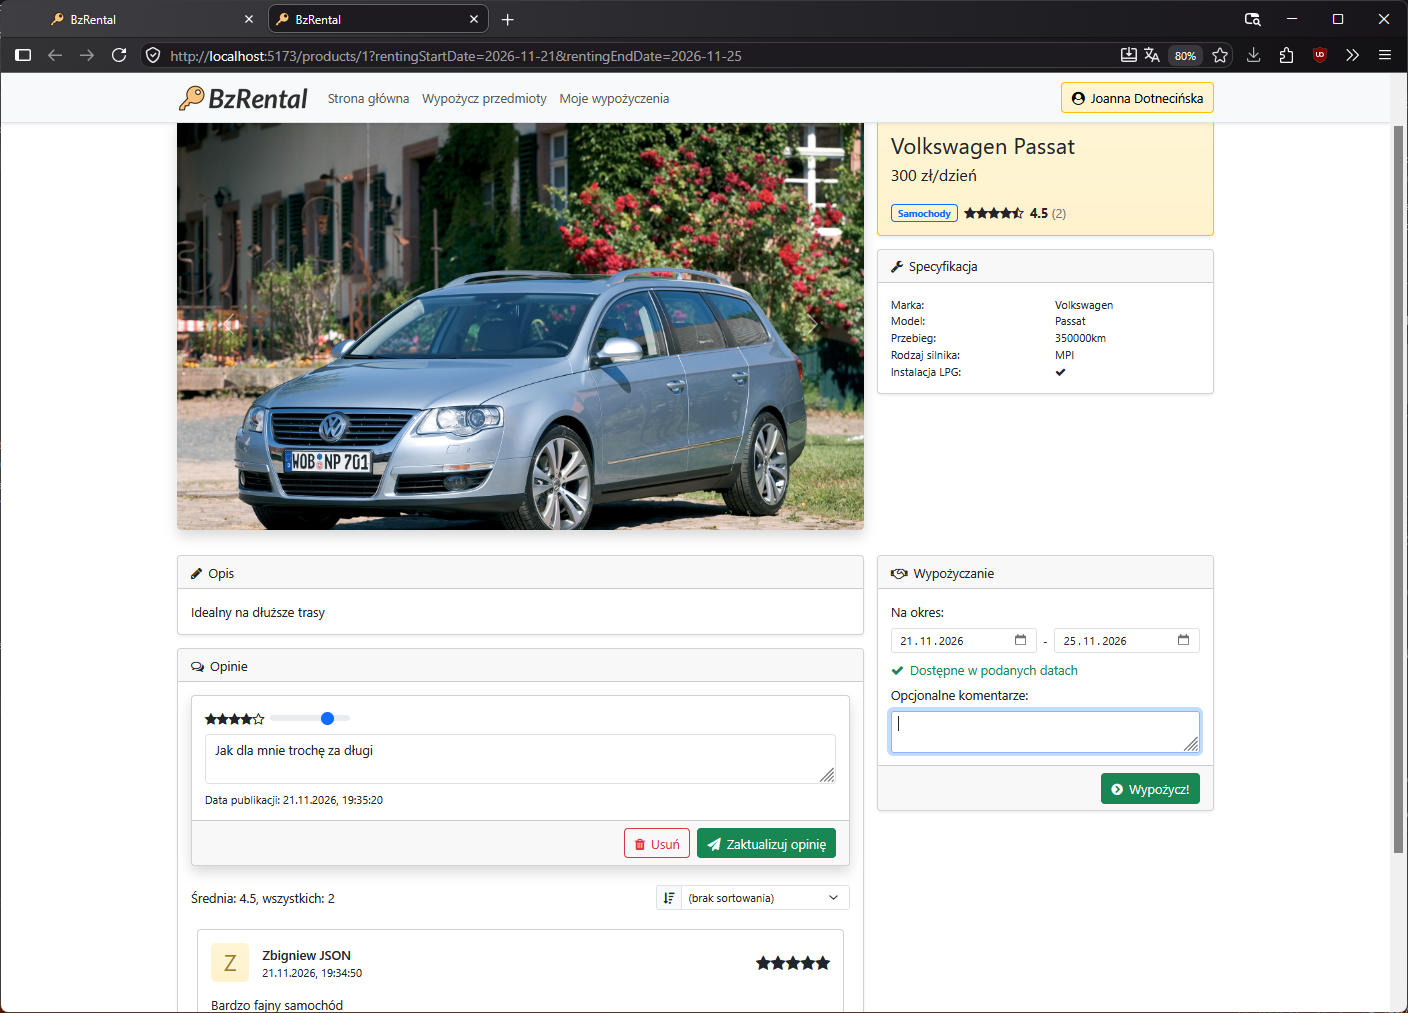 BzRental
BzRental
http://localhost:5173/products/1?rentingStartDate=2026-11-21&rentingEndDate=2026-11-25
80%
BzRental
Strona główna
Wypożycz przedmioty
Moje wypożyczenia
Joanna Dotnecińska
WOB NP 701
Volkswagen Passat
300 zł/dzień
Samochody 4.5 (2)
Specyfikacja
Marka: Volkswagen
Model: Passat
Przebieg: 350000km
Rodzaj silnika: MPI
Instalacja LPG:
Opis
Idealny na dłuższe trasy
Opinie
Jak dla mnie trochę za długi
Data publikacji: 21.11.2026, 19:35:20
Usuń
Zaktualizuj opinię
Średnia: 4.5, wszystkich: 2
(brak sortowania)
Z
Zbigniew JSON
21.11.2026, 19:34:50
Bardzo fajny samochód
Wypożyczanie
Na okres:
21.11.2026 - 25.11.2026
Dostępne w podanych datach
Opcjonalne komentarze:
Wypożycz!